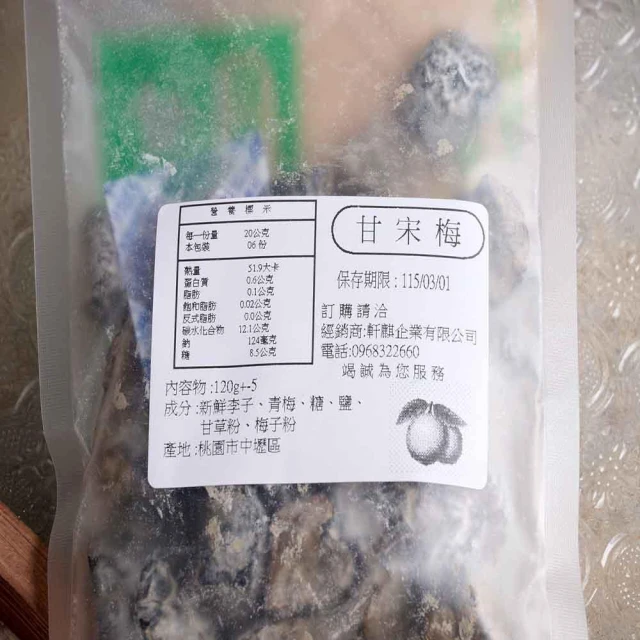 營養標示
每一份量 20公克
本包裝 06份
熱量 51.9大卡
蛋白質 0.6公克
脂肪 0.1公克
飽和脂肪 0.02公克
反式脂肪 0.0公克
碳水化合物 12.1公克
鈉 124毫克
糖 8.5公克
甘宋梅
保存期限:115/03/01
訂購請洽
經銷商:軒麒企業有限公司
電話:0968322660
竭誠為您服務
內容物:120g+-5
成分:新鮮李子、青梅、糖、鹽、
甘草粉、梅子粉
產地:桃園市中壢區